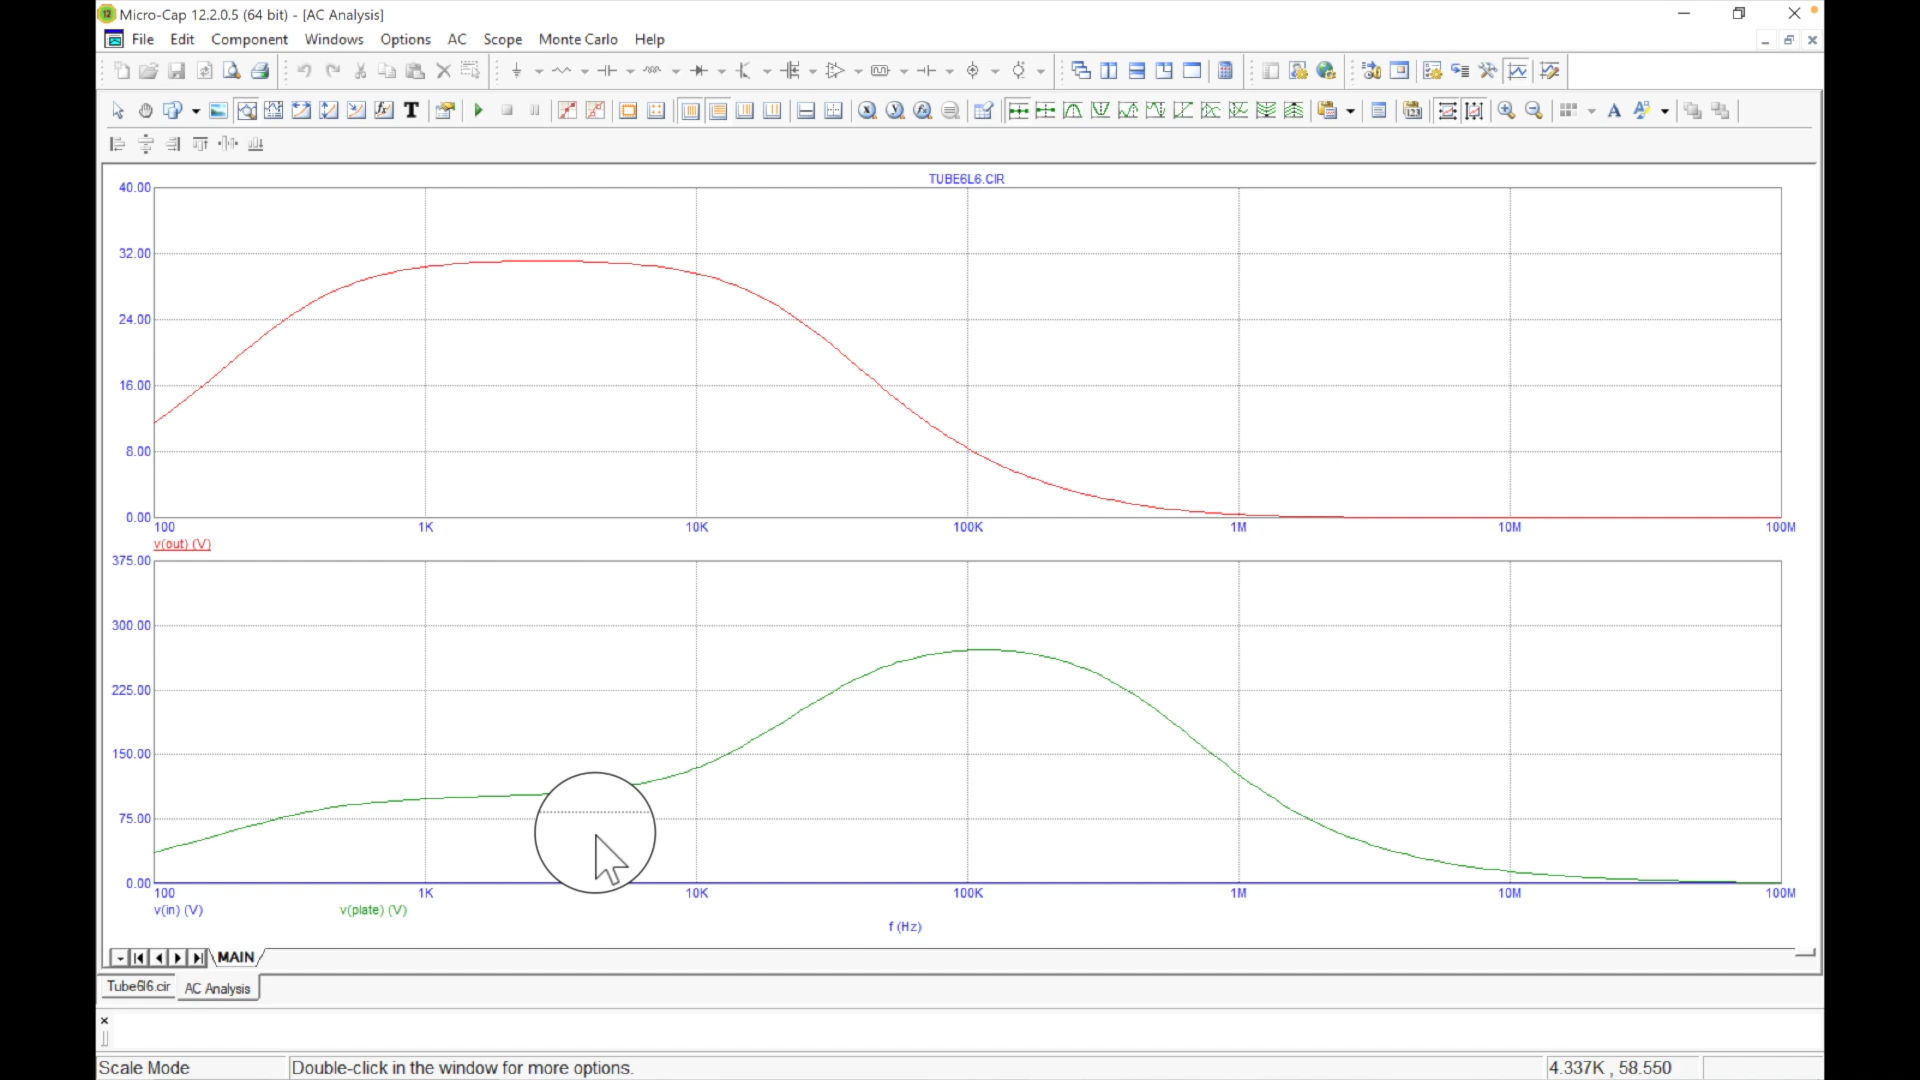 Micro-Cap 12.2.0.5 (64 bit) - [AC Analysis]
File Edit Component Windows Options AC Scope Monte Carlo Help
TUBE6L6.CIR
40.00
32.00
24.00
16.00
8.00
0.00
100 1K 10K 100K 1M 10M 100M
v(out) (V)
375.00
300.00
225.00
150.00
75.00
0.00
100 1K 10K 100K 1M 10M 100M
v(in) (V) v(plate) (V)
f (Hz)
MAIN
Tube6l6.cir AC Analysis
Scale Mode Double-click in the window for more options. 4.337K , 58.550